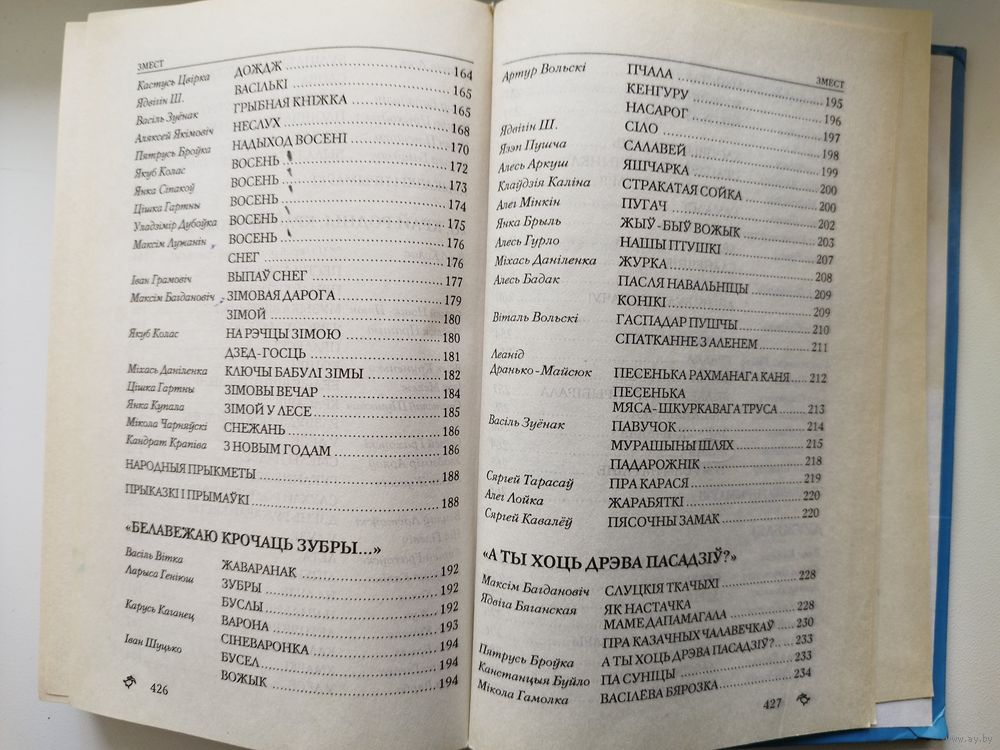 ЗМЕСТ
Кастусь Цвірка ДОЖДЖ 164
Ядвігін Ш. ВАСІЛЬКІ 165
Васіль Зуёнак ГРЫБНАЯ КНІЖКА 165
Аляксей Якімовіч НЕСЛУХ 168
Пятрусь Броўка НАДЫХОД ВОСЕНІ 170
Якуб Колас ВОСЕНЬ 172
Янка Сіпакоў ВОСЕНЬ 173
Цішка Гартны ВОСЕНЬ 174
Уладзімір Дубоўка ВОСЕНЬ 175
Максім Лужанін ВОСЕНЬ 176
СНЕГ 176
Іван Грамовіч ВЫПАЎ СНЕГ 177
Максім Багдановіч ЗІМОВАЯ ДАРОГА 179
ЗІМОЙ 180
Якуб Колас НА РЭЧЦЫ ЗІМОЮ 180
ДЗЕД-ГОСЦЬ 181
Міхась Даніленка КЛЮЧЫ БАБУЛІ ЗІМЫ 182
Цішка Гартны ЗІМОВЫ ВЕЧАР 184
Янка Купала ЗІМОЙ У ЛЕСЕ 185
Мікола Чарняўскі СНЕЖАНЬ 186
Кандрат Крапіва З НОВЫМ ГОДАМ 186
НАРОДНЫЯ ПРЫКМЕТЫ 188
ПРЫКАЗКІ І ПРЫМАЎКІ 188
«БЕЛАВЕЖАЮ КРОЧАЦЬ ЗУБРЫ...»
Васіль Вітка ЖАВАРАНАК 192
Ларыса Геніюш ЗУБРЫ 192
БУСЛЫ 192
Карусь Каганец ВАРОНА 193
СІНЕВАРОНКА 194
Іван Шуцько БУСЕЛ 194
ВОЖЫК 194
426
ЗМЕСТ
Артур Вольскі ПЧАЛА 195
КЕНГУРУ 196
НАСАРОГ 197
Ядвігін Ш. СІЛО 198
Язэп Пушча САЛАВЕЙ 199
Алесь Аркуш ЯШЧАРКА 200
Клаўдзія Каліна СТРАКАТАЯ СОЙКА 200
Алег Мінкін ПУГАЧ 202
Янка Брыль ЖЫЎ-БЫЎ ВОЖЫК 203
Алесь Гурло НАШЫ ПТУШКІ 207
Міхась Даніленка ЖУРКА 208
Алесь Бадак ПАСЛЯ НАВАЛЬНІЦЫ 209
КОНІКІ 209
Віталь Вольскі ГАСПАДАР ПУШЧЫ 210
СПАТКАННЕ З АЛЕНЕМ 211
Леанід
Дранько-Майсюк ПЕСЕНЬКА РАХМАНАГА КАНЯ 212
ПЕСЕНЬКА
МЯСА-ШКУРКАВАГА ТРУСА 213
Васіль Зуёнак ПАВУЧОК 214
МУРАШЫНЫ ШЛЯХ 215
ПАДАРОЖНІК 218
Сяргей Тарасаў ПРА КАРАСЯ 219
Алег Лойка ЖАРАБЯТКІ 220
Сяргей Кавалёў ПЯСОЧНЫ ЗАМАК 220
«А ТЫ ХОЦЬ ДРЭВА ПАСАДЗІЎ?»
Максім Багдановіч СЛУЦКІЯ ТКАЧЫХІ 228
Ядвіга Бяганская ЯК НАСТАЧКА
МАМЕ ДАПАМАГАЛА 228
ПРА КАЗАЧНЫХ ЧАЛАВЕЧКАЎ 230
Пятрусь Броўка А ТЫ ХОЦЬ ДРЭВА ПАСАДЗІЎ? 233
Канстанцыя Буйло ПА СУНІЦЫ 233
Мікола Гамолка ВАСІЛЁВА БЯРОЗКА 234
427
www.ay.by